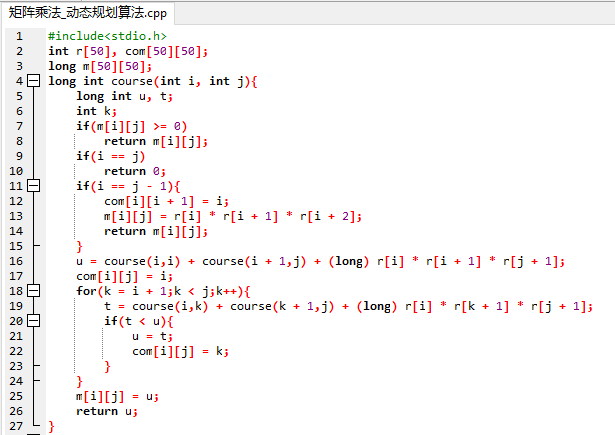 矩阵乘法_动态规划算法.cpp
1 #include<stdio.h>
2 int r[50], com[50][50];
3 long m[50][50];
4 long int course(int i, int j){
5     long int u, t;
6     int k;
7     if(m[i][j] >= 0)
8         return m[i][j];
9     if(i == j)
10         return 0;
11     if(i == j - 1){
12         com[i][i + 1] = i;
13         m[i][j] = r[i] * r[i + 1] * r[i + 2];
14         return m[i][j];
15     }
16     u = course(i,i) + course(i + 1,j) + (long) r[i] * r[i + 1] * r[j + 1];
17     com[i][j] = i;
18     for(k = i + 1;k < j;k++){
19         t = course(i,k) + course(k + 1,j) + (long) r[i] * r[k + 1] * r[j + 1];
20         if(t < u){
21             u = t;
22             com[i][j] = k;
23         }
24     }
25     m[i][j] = u;
26     return u;
27 }